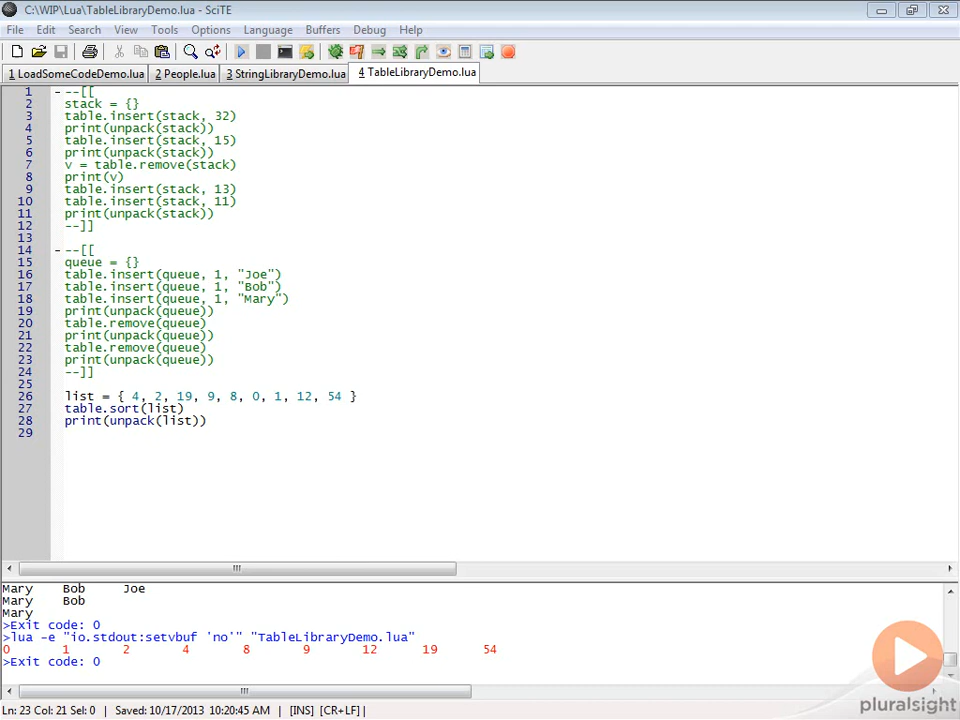 C:\WIP\Lua\TableLibraryDemo.lua - SciTE
File Edit Search View Tools Options Language Buffers Debug Help
1 LoadSomeCodeDemo.lua 2 People.lua 3 StringLibraryDemo.lua 4 TableLibraryDemo.lua
1 --[[
2 stack = {}
3 table.insert(stack, 32)
4 print(unpack(stack))
5 table.insert(stack, 15)
6 print(unpack(stack))
7 v = table.remove(stack)
8 print(v)
9 table.insert(stack, 13)
10 table.insert(stack, 11)
11 print(unpack(stack))
12 --]]
13
14 --[[
15 queue = {}
16 table.insert(queue, 1, "Joe")
17 table.insert(queue, 1, "Bob")
18 table.insert(queue, 1, "Mary")
19 print(unpack(queue))
20 table.remove(queue)
21 print(unpack(queue))
22 table.remove(queue)
23 print(unpack(queue))
24 --]]
25
26 list = { 4, 2, 19, 9, 8, 0, 1, 12, 54 }
27 table.sort(list)
28 print(unpack(list))
29
Mary Bob Joe
Mary Bob
Mary
>Exit code: 0
>lua -e "io.stdout:setvbuf 'no'" "TableLibraryDemo.lua"
0 1 2 4 8 9 12 19 54
>Exit code: 0
pluralsight
Ln: 23 Col: 21 Sel: 0 | Saved: 10/17/2013 10:20:45 AM | [INS] [CR+LF] |